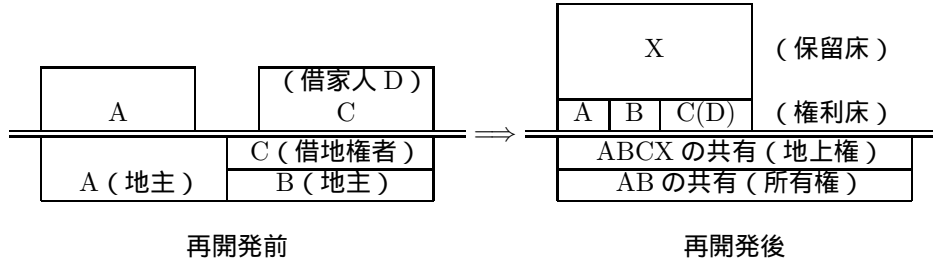 X （保留床）
（借家人 D）
A C A B C(D) （権利床）
⟹
C（借地権者） ABCX の共有（地上権）
A（地主） B（地主） AB の共有（所有権）
再開発前 再開発後